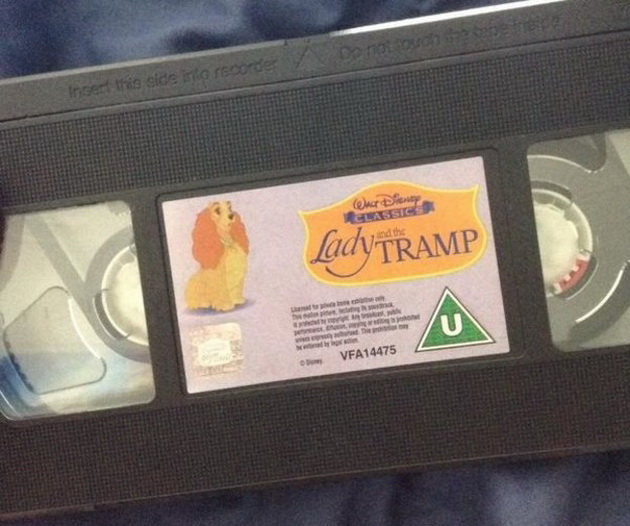 Insert this side into recorder
Do not touch the tape inside
WALT DISNEY
CLASSICS
Lady and the TRAMP
Licensed for private home exhibition only.
This motion picture, including its soundtrack,
is protected by copyright. Any broadcast, public
performance, diffusion, copying or editing is prohibited
unless expressly authorised. This prohibition may
be enforced by legal action.
© Disney VFA14475
U